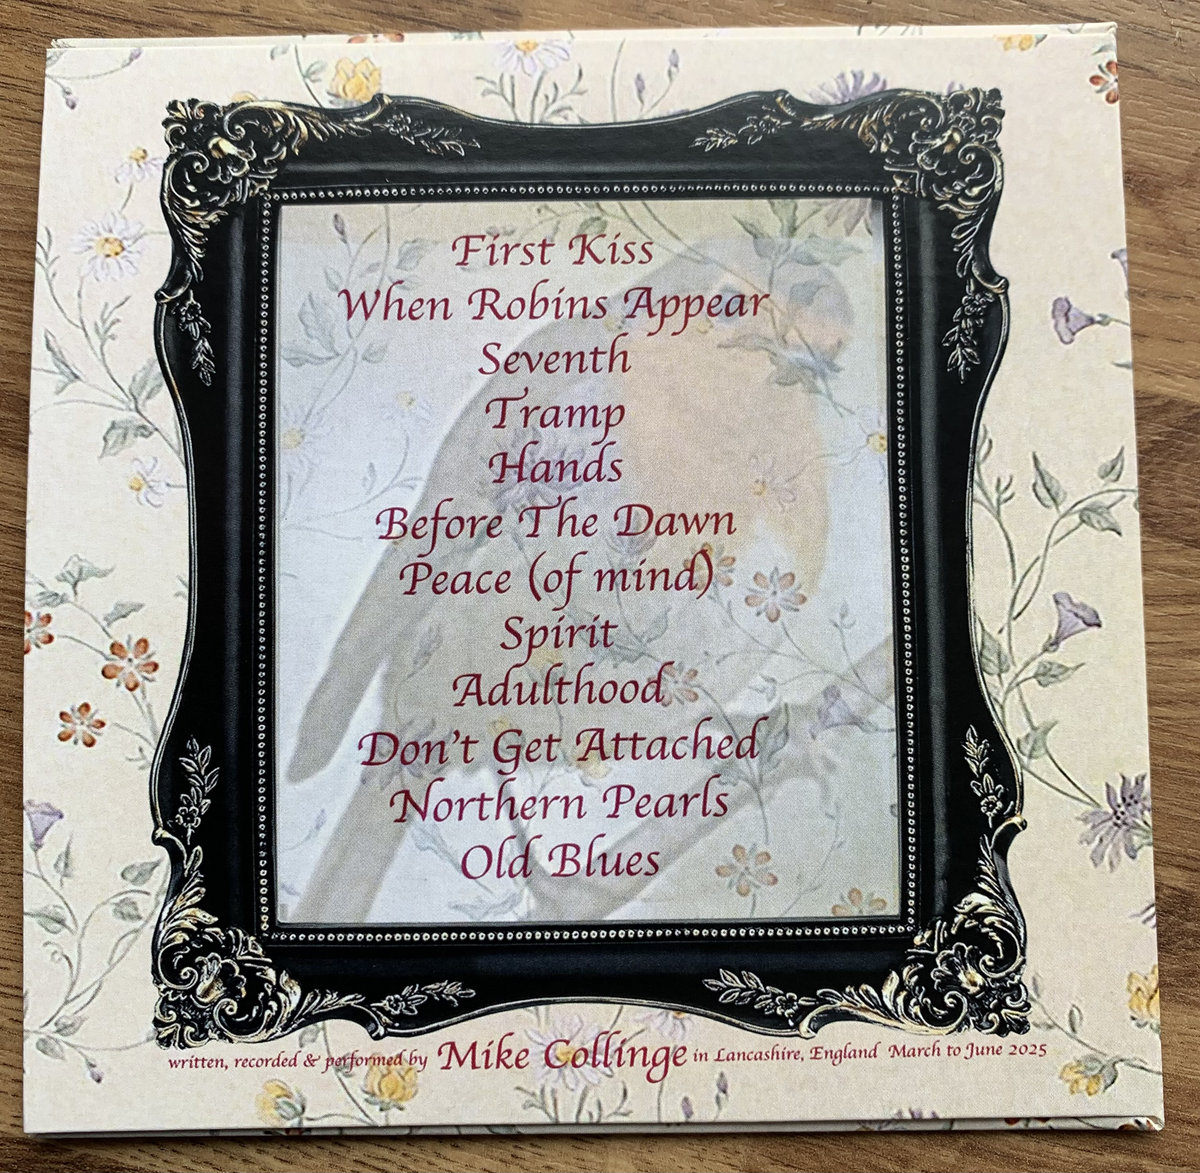 First Kiss
When Robins Appear
Seventh
Tramp
Hands
Before The Dawn
Peace (of mind)
Spirit
Adulthood
Don't Get Attached
Northern Pearls
Old Blues
written, recorded & performed by Mike Collinge in Lancashire, England March to June 2025